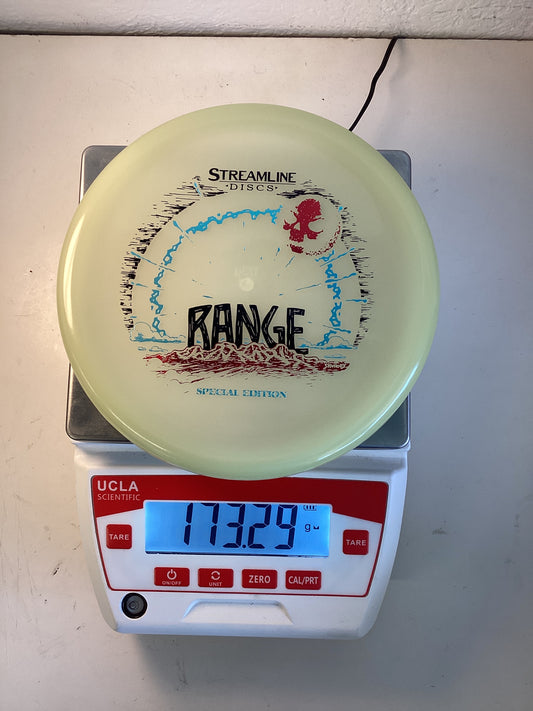 STREAMLINE
DISCS
RANGE
SPECIAL EDITION
UCLA
SCIENTIFIC
173.29 g
TARE
TARE
ON/OFF
UNIT
ZERO
CAL/PRT